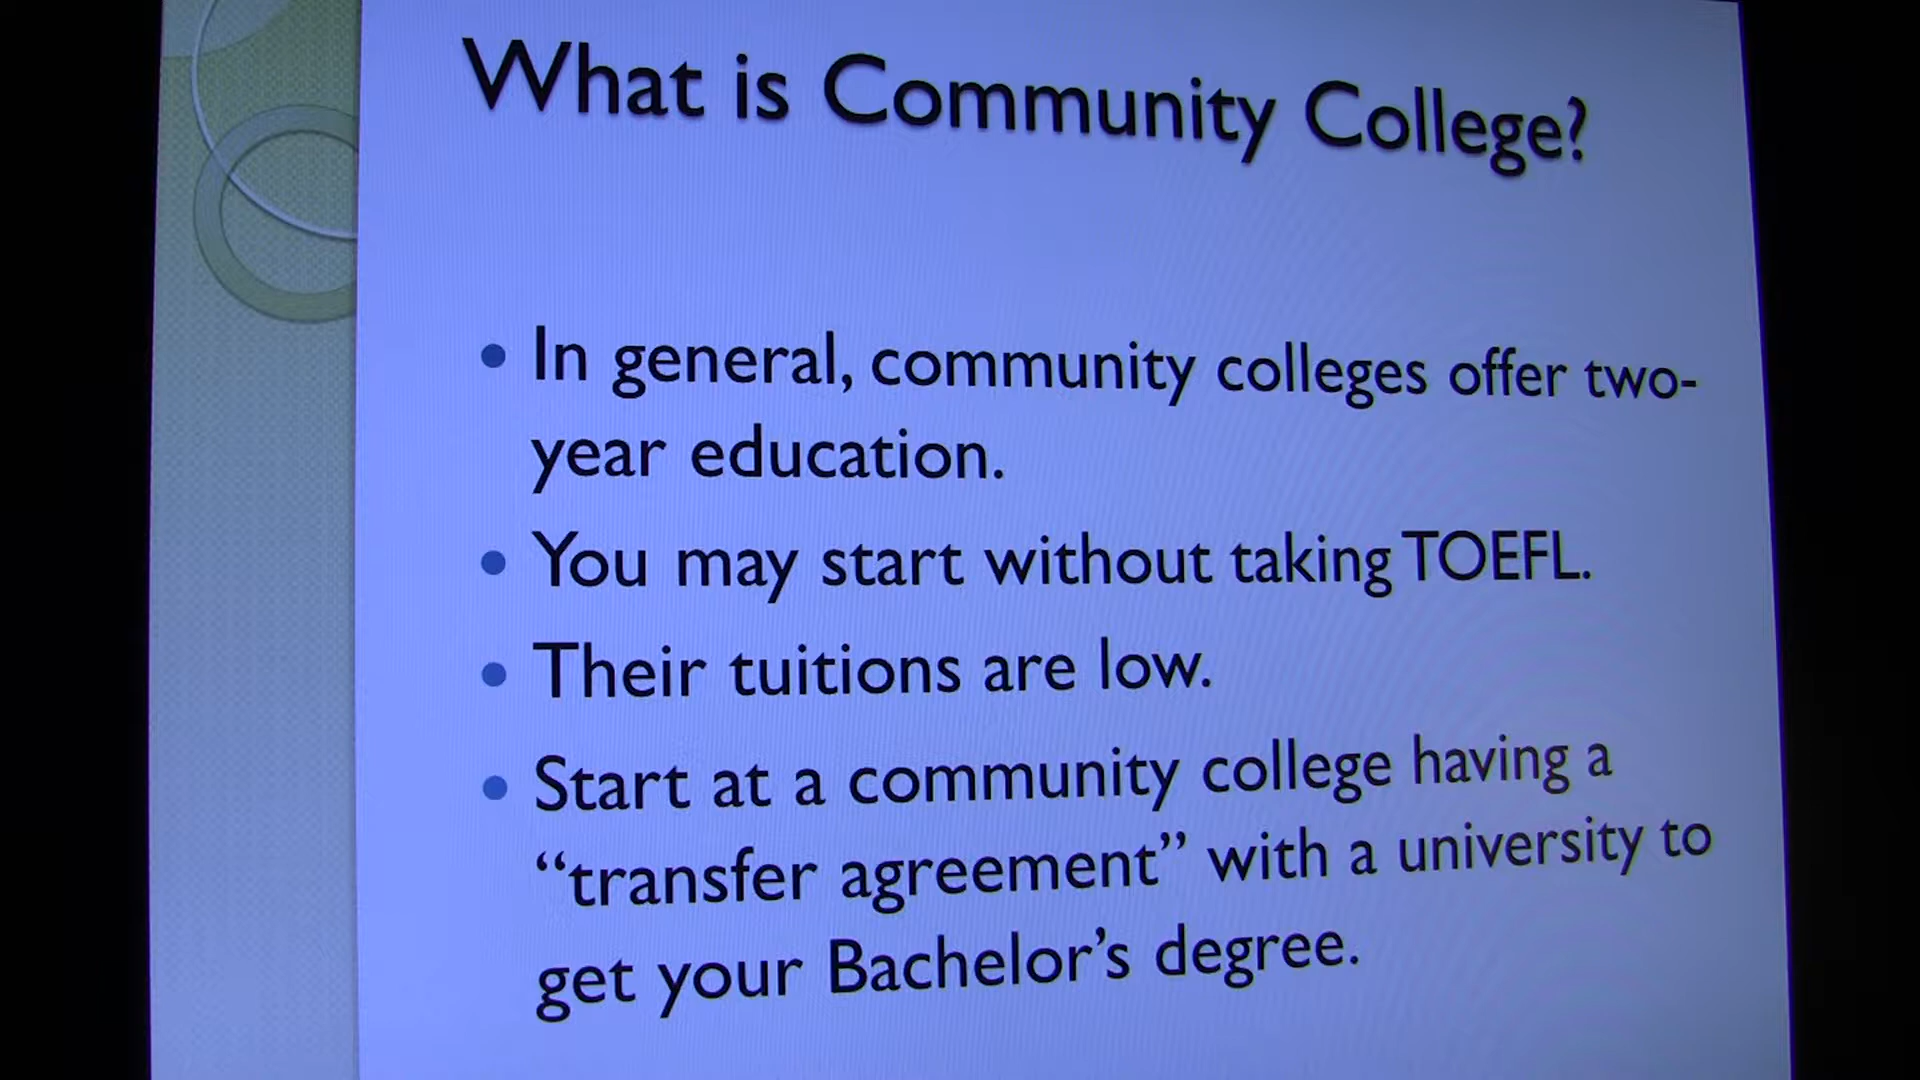 What is Community College?
• In general, community colleges offer two-
year education.
• You may start without taking TOEFL.
• Their tuitions are low.
• Start at a community college having a
“transfer agreement” with a university to
get your Bachelor’s degree.